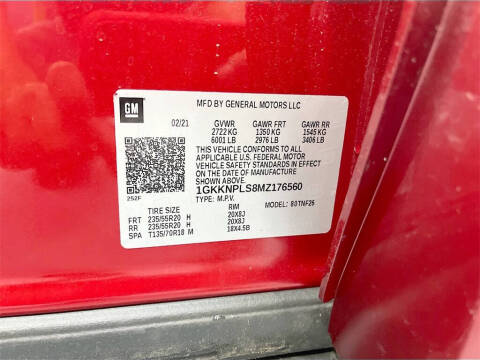 GM
MFD BY GENERAL MOTORS LLC
02/21 GVWR GAWR FRT GAWR RR
2722 KG 1350 KG 1545 KG
6001 LB 2976 LB 3406 LB
THIS VEHICLE CONFORMS TO ALL
APPLICABLE U.S. FEDERAL MOTOR
VEHICLE SAFETY STANDARDS IN EFFECT
ON THE DATE OF MANUFACTURE
SHOWN ABOVE.
1GKKNPLS8MZ176560
TYPE: M.P.V. MODEL: 80TNF26
252F
TIRE SIZE RIM
FRT 235/55R20 H 20X8J
RR 235/55R20 H 20X8J
SPA T135/70R18 M 18X4.5B